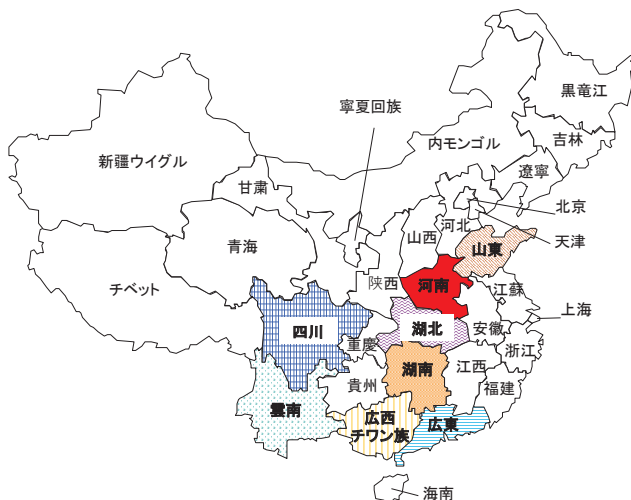 黒竜江
寧夏回族
内モンゴル
吉林
新疆ウイグル
遼寧
甘粛
北京
河北
山西
天津
青海
山東
チベット
陕西
河南
江蘇
上海
四川
湖北
安徽
重慶
浙江
湖南
江西
貴州
福建
雲南
広西
チワン族
広東
海南